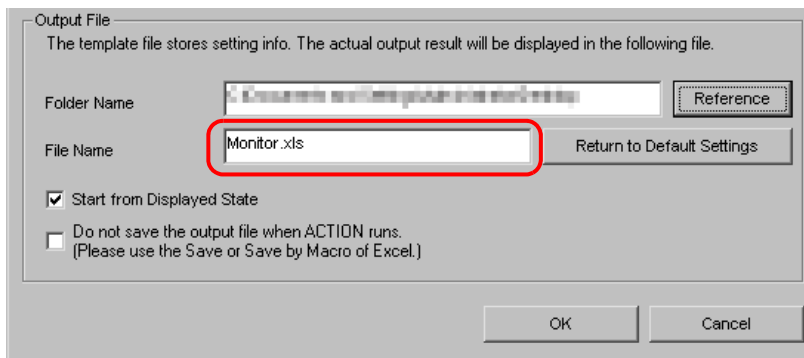 Output File
The template file stores setting info. The actual output result will be displayed in the following file.
Folder Name
Reference
File Name
Monitor.xls
Return to Default Settings
Start from Displayed State
Do not save the output file when ACTION runs.
(Please use the Save or Save by Macro of Excel.)
OK
Cancel